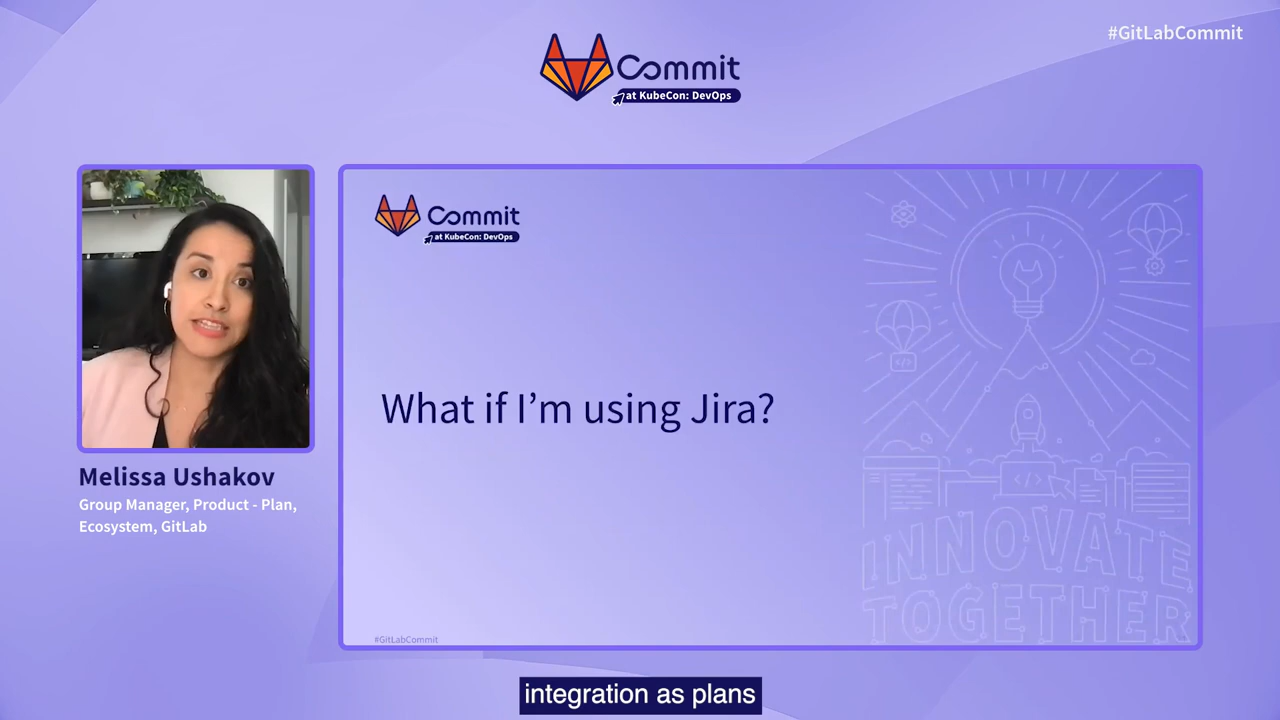 #GitLabCommit
Commit
at KubeCon: DevOps
Commit
at KubeCon: DevOps
What if I’m using Jira?
</>
</>
INNOVATE
TOGETHER
#GitLabCommit
Melissa Ushakov
Group Manager, Product - Plan,
Ecosystem, GitLab
integration as plans